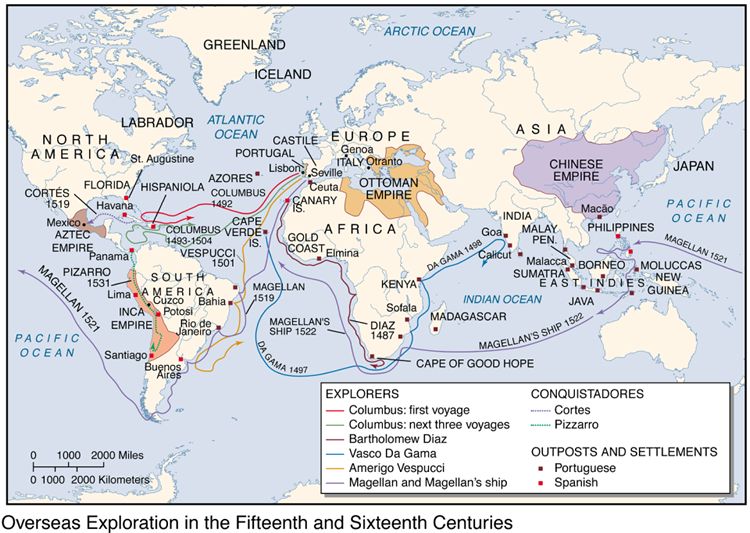 ARCTIC OCEAN
GREENLAND
ICELAND
LABRADOR
ATLANTIC
OCEAN
NORTH
AMERICA
St. Augustine
EUROPE
ASIA
CASTILE
PORTUGAL
Genoa
ITALY
Otranto
Lisbon
Seville
Ceuta
OTTOMAN
EMPIRE
CHINESE
EMPIRE
JAPAN
AZORES
COLUMBUS
1492
CORTÉS
1519
FLORIDA
HISPANIOLA
Havana
CANARY
IS.
Mexico
AZTEC
EMPIRE
COLUMBUS
1493-1504
CAPE
VERDE
IS.
VESPUCCI
1501
AFRICA
GOLD
COAST
Elmina
INDIA
Goa
Calicut
Macão
PHILIPPINES
PACIFIC
OCEAN
MALAY
PEN.
Malacca
SUMATRA
BORNEO
EAST INDIES
JAVA
MOLUCCAS
NEW
GUINEA
MAGELLAN 1521
DA GAMA 1498
Panama
PIZARRO
1531
SOUTH
AMERICA
Lima
Cuzco
Potosi
INCA
EMPIRE
Bahia
Rio de
Janeiro
MAGELLAN
1519
MAGELLAN 1521
PACIFIC
OCEAN
Santiago
Buenos
Aires
DA GAMA 1497
MAGELLAN'S
SHIP 1522
DIAZ
1487
KENYA
Sofala
INDIAN OCEAN
MADAGASCAR
MAGELLAN'S SHIP 1522
CAPE OF GOOD HOPE
EXPLORERS
Columbus: first voyage
Columbus: next three voyages
Bartholomew Diaz
Vasco Da Gama
Amerigo Vespucci
Magellan and Magellan's ship
CONQUISTADORES
Cortes
Pizzarro
OUTPOSTS AND SETTLEMENTS
Portuguese
Spanish
0 1000 2000 Miles
0 1000 2000 Kilometers
Overseas Exploration in the Fifteenth and Sixteenth Centuries